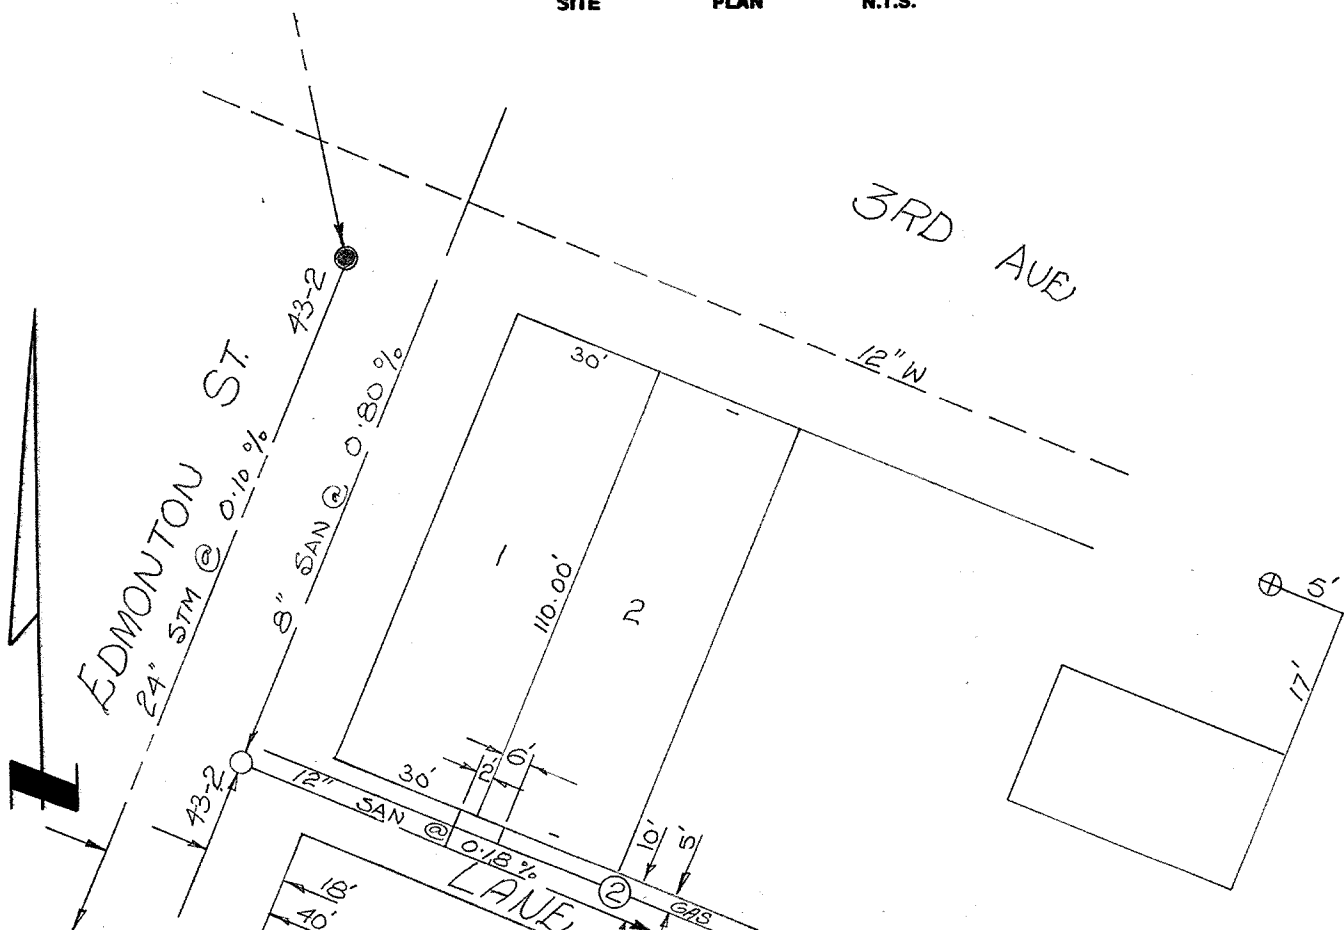 SITE PLAN N.T.S.
3RD AVE
12" W
EDMONTON ST.
43-2
24" STM @ 0.10 %
8" SAN @ 0.80 %
30'
-
1
110.00'
2
5'
17'
43-2
30'
2'
6'
-
12" SAN @ 0.18 %
LANE
2
10'
5'
GAS
18'
40'